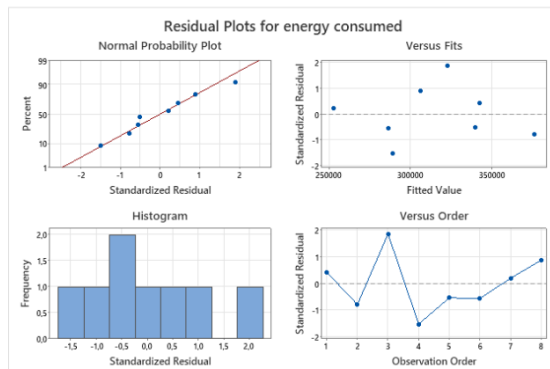 Residual Plots for energy consumed
Normal Probability Plot
99
90
50
10
1
Percent
-2 -1 0 1 2
Standardized Residual
Versus Fits
2
1
0
-1
-2
Standardized Residual
250000 300000 350000
Fitted Value
Histogram
2,0
1,5
1,0
0,5
0,0
Frequency
-1,5 -1,0 -0,5 0,0 0,5 1,0 1,5 2,0
Standardized Residual
Versus Order
2
1
0
-1
-2
Standardized Residual
1 2 3 4 5 6 7 8
Observation Order